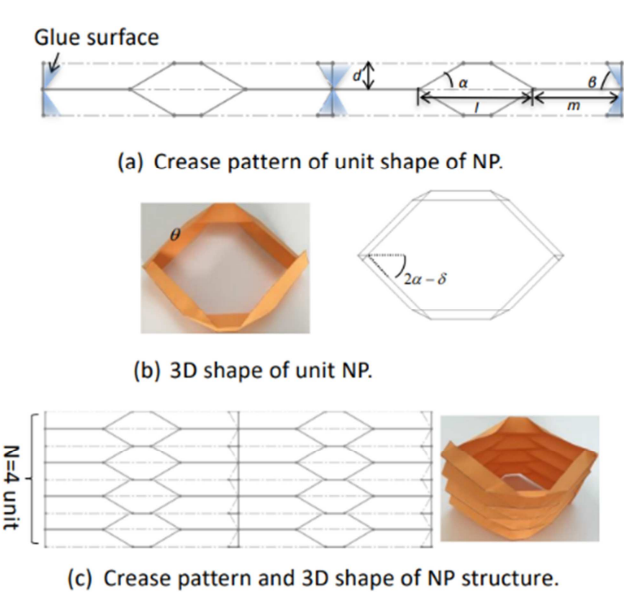 Glue surface
d
α
β
l
m
(a) Crease pattern of unit shape of NP.
θ
2α – δ
(b) 3D shape of unit NP.
N=4 unit
(c) Crease pattern and 3D shape of NP structure.